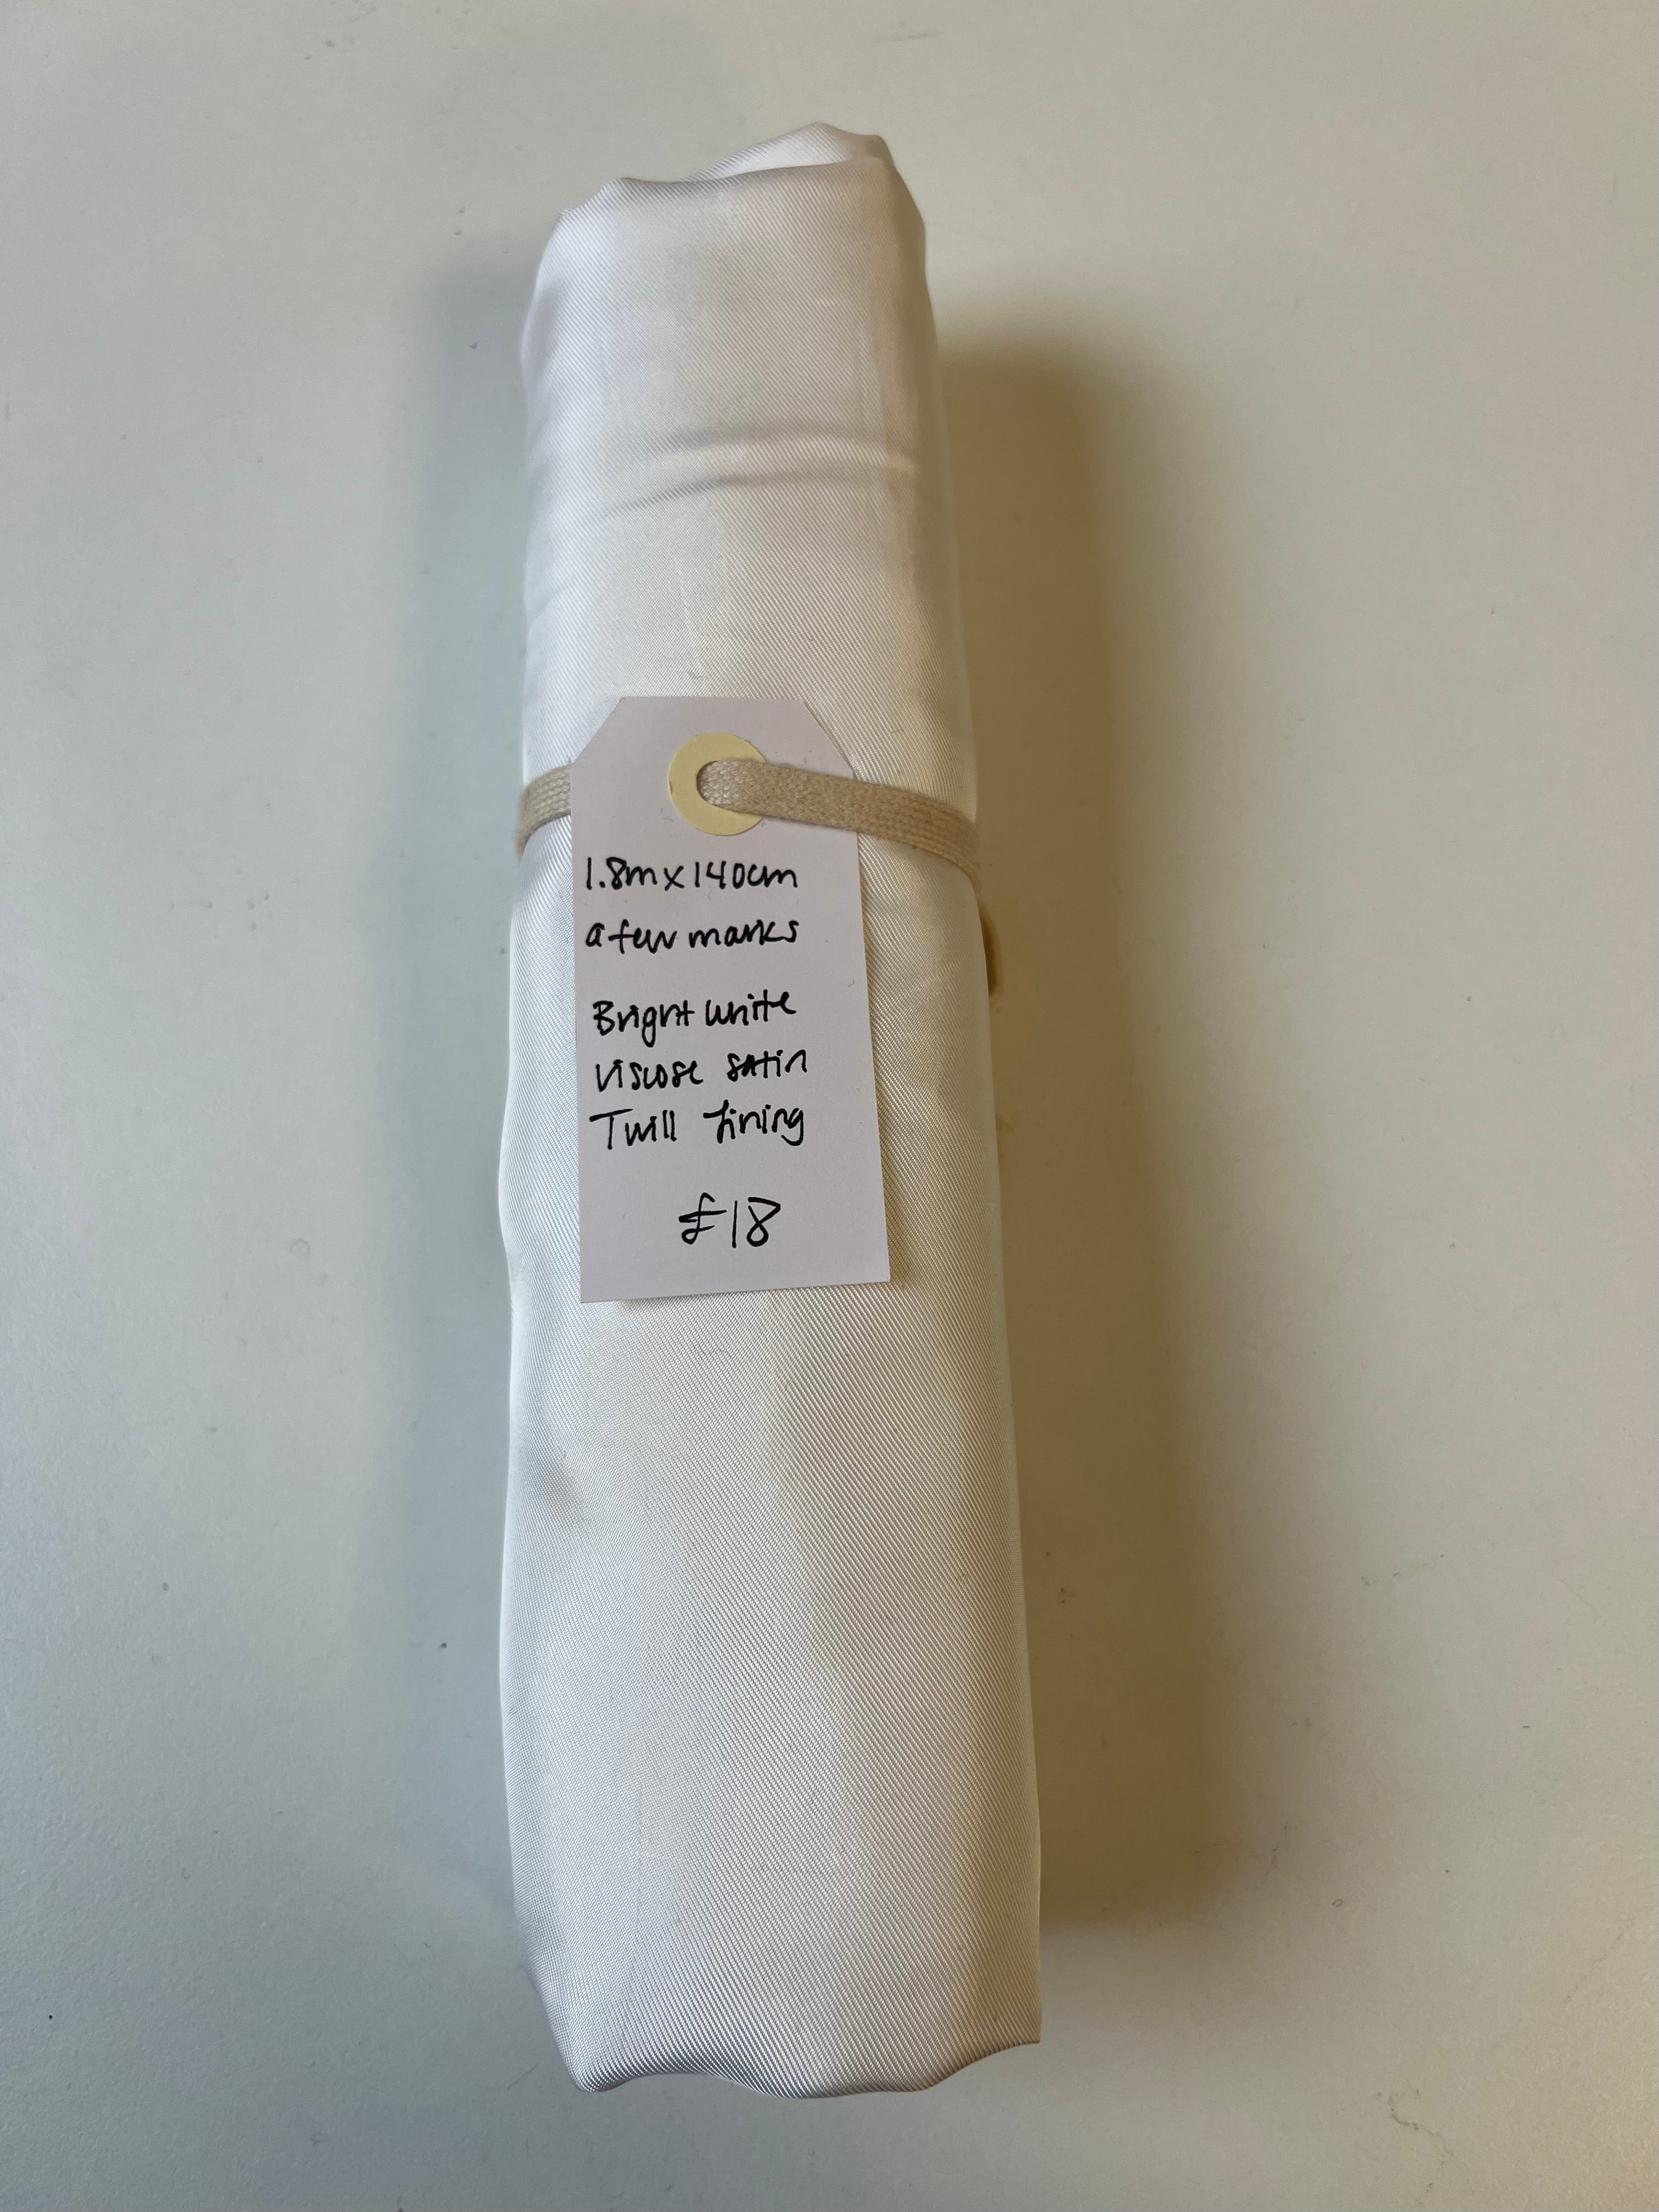 1.8m x 140cm
a few marks
Bright white
viscose satin
Twill Lining
£18